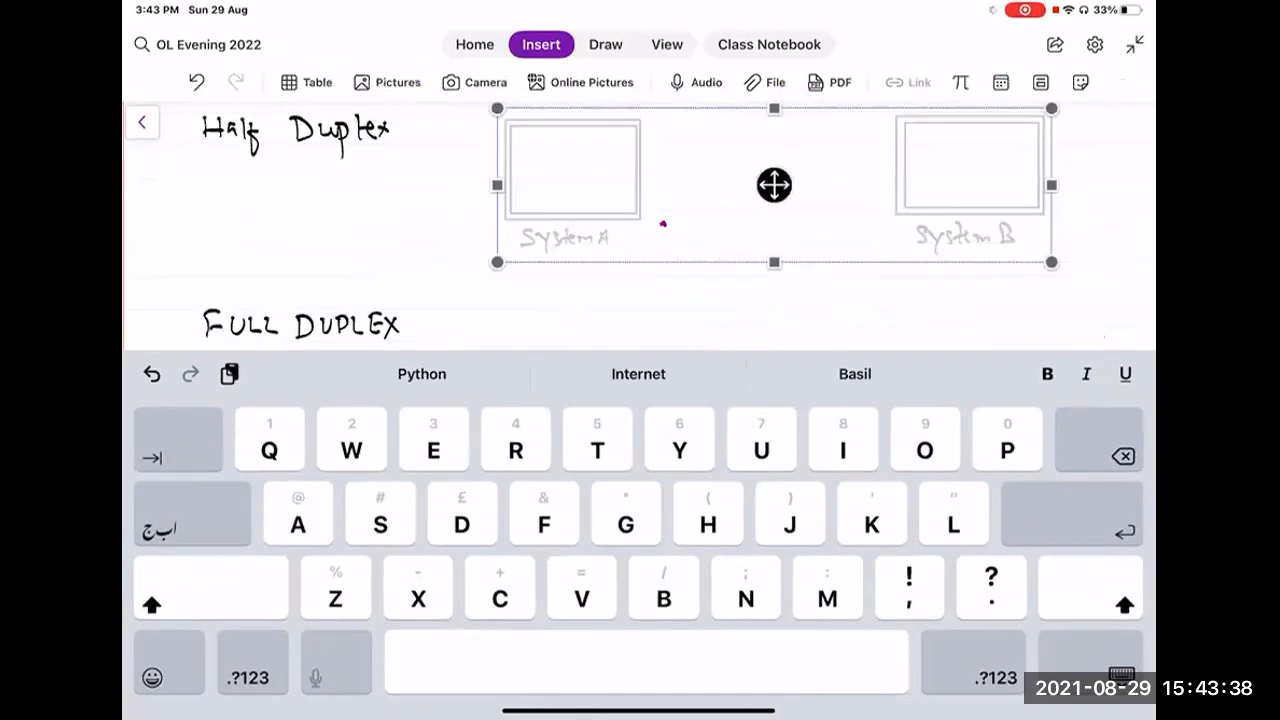 3:43 PM Sun 29 Aug 33%
OL Evening 2022 Home Insert Draw View Class Notebook
Table Pictures Camera Online Pictures Audio File PDF Link π
Half Duplex
System A System B
FULL DUPLEX
Python Internet Basil B I U
1 2 3 4 5 6 7 8 9 0
Q W E R T Y U I O P
@ # £ & * ( ) ' "
A S D F G H J K L
اب ج
% - + = / ; : ! ?
Z X C V B N M , .
.?123 .?123
2021-08-29 15:43:38